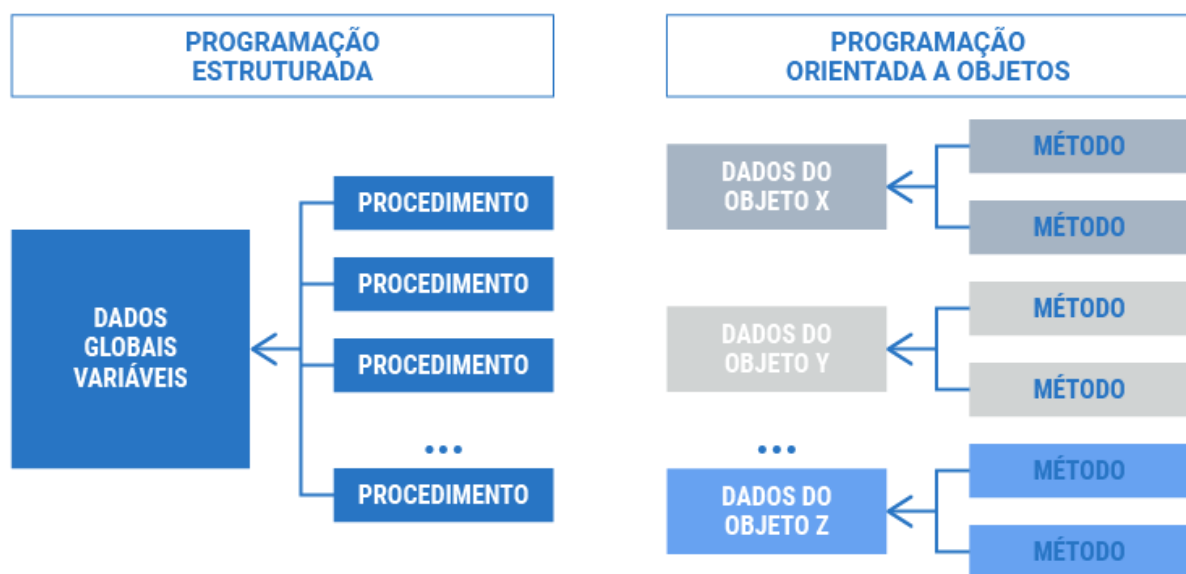 PROGRAMAÇÃO
ESTRUTURADA
DADOS
GLOBAIS
VARIÁVEIS
PROCEDIMENTO
PROCEDIMENTO
PROCEDIMENTO
...
PROCEDIMENTO
PROGRAMAÇÃO
ORIENTADA A OBJETOS
DADOS DO
OBJETO X
MÉTODO
MÉTODO
DADOS DO
OBJETO Y
MÉTODO
MÉTODO
...
DADOS DO
OBJETO Z
MÉTODO
MÉTODO